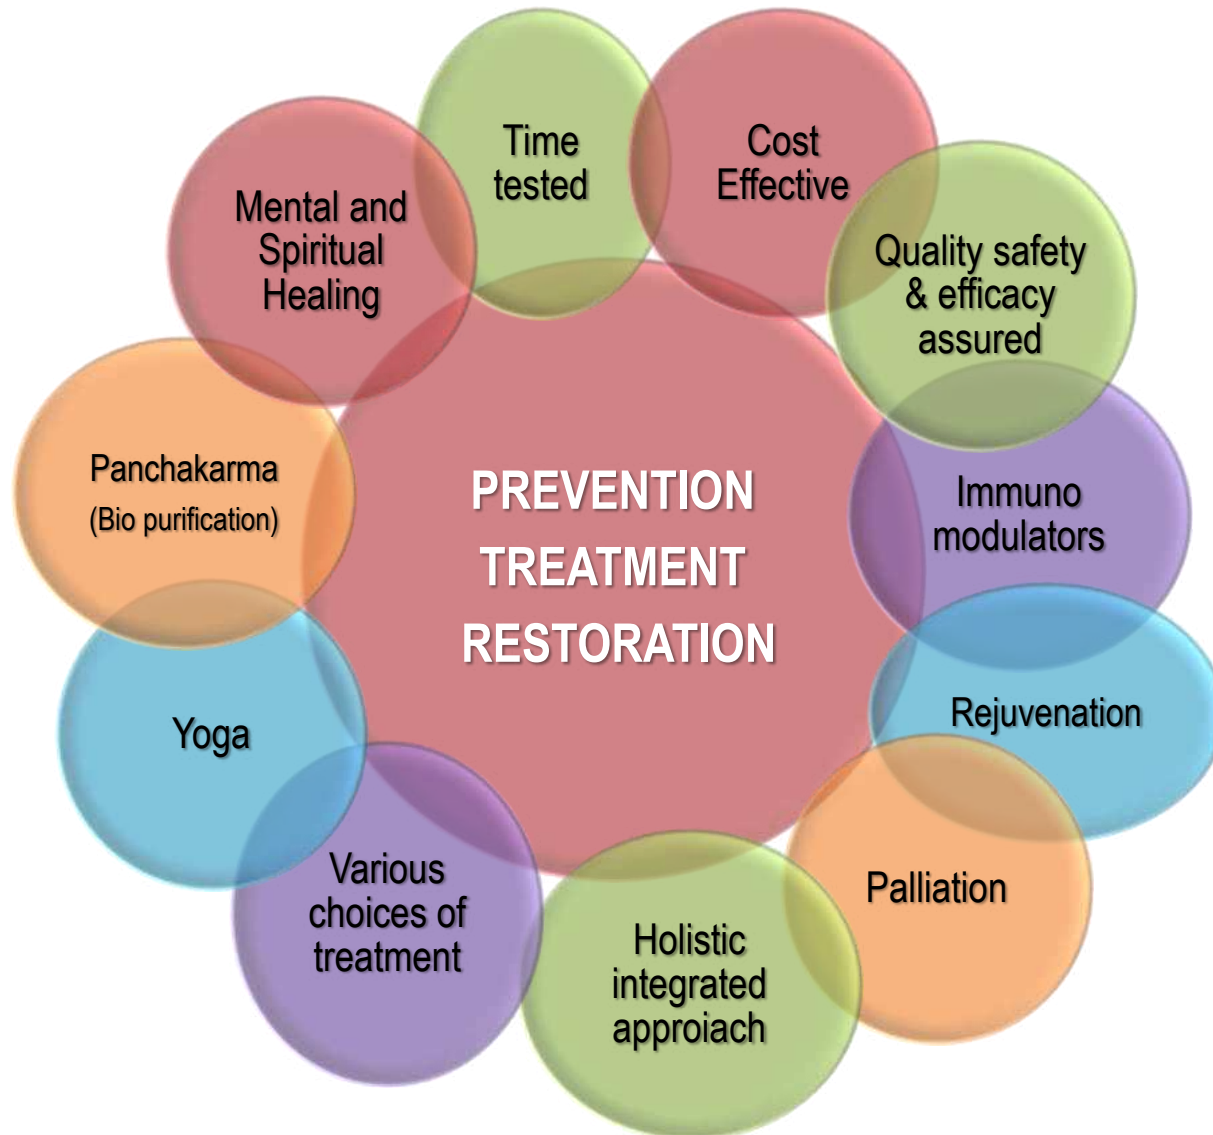 Time
tested
Cost
Effective
Quality safety
& efficacy
assured
Immuno
modulators
Rejuvenation
Palliation
Holistic
integrated
approiach
Various
choices of
treatment
Yoga
Panchakarma
(Bio purification)
Mental and
Spiritual
Healing
PREVENTION
TREATMENT
RESTORATION